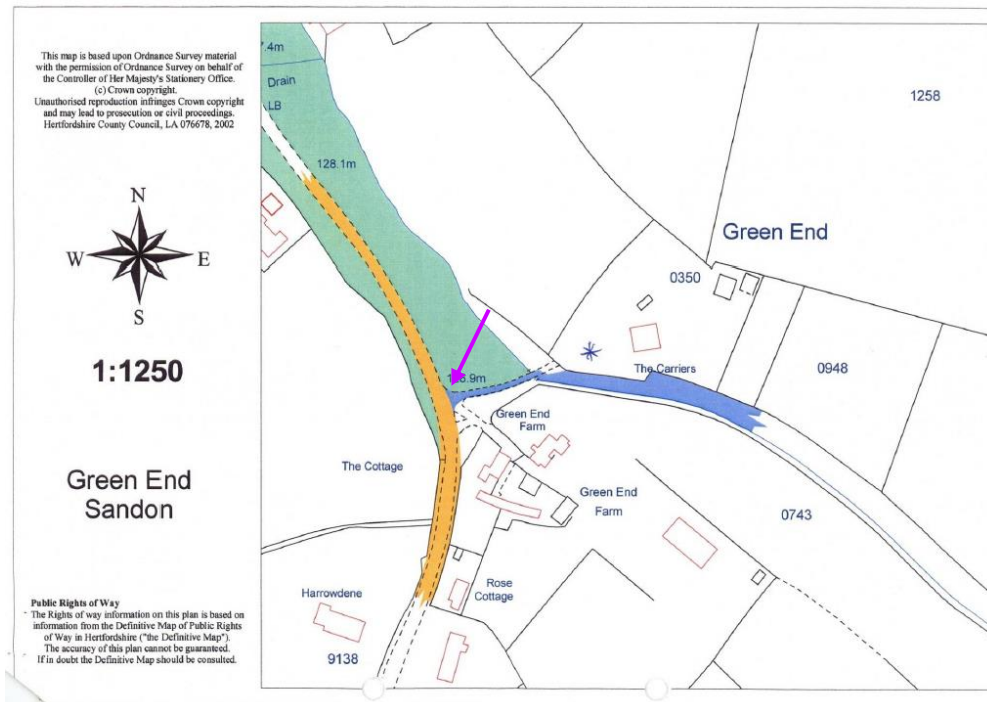 This map is based upon Ordnance Survey material
with the permission of Ordnance Survey on behalf of
the Controller of Her Majesty's Stationery Office.
(c) Crown copyright.
Unauthorised reproduction infringes Crown copyright
and may lead to prosecution or civil proceedings.
Hertfordshire County Council, LA 076678, 2002
N
W
E
S
1:1250
Green End
Sandon
Public Rights of Way
The Rights of way information on this plan is based on
information from the Definitive Map of Public Rights
of Way in Hertfordshire ("the Definitive Map").
The accuracy of this plan cannot be guaranteed.
If in doubt the Definitive Map should be consulted.
Drain
LB
128.1m
1258
Green End
0350
The Carriers
0948
Green End
Farm
The Cottage
Green End
Farm
0743
Harrowdene
Rose
Cottage
9138